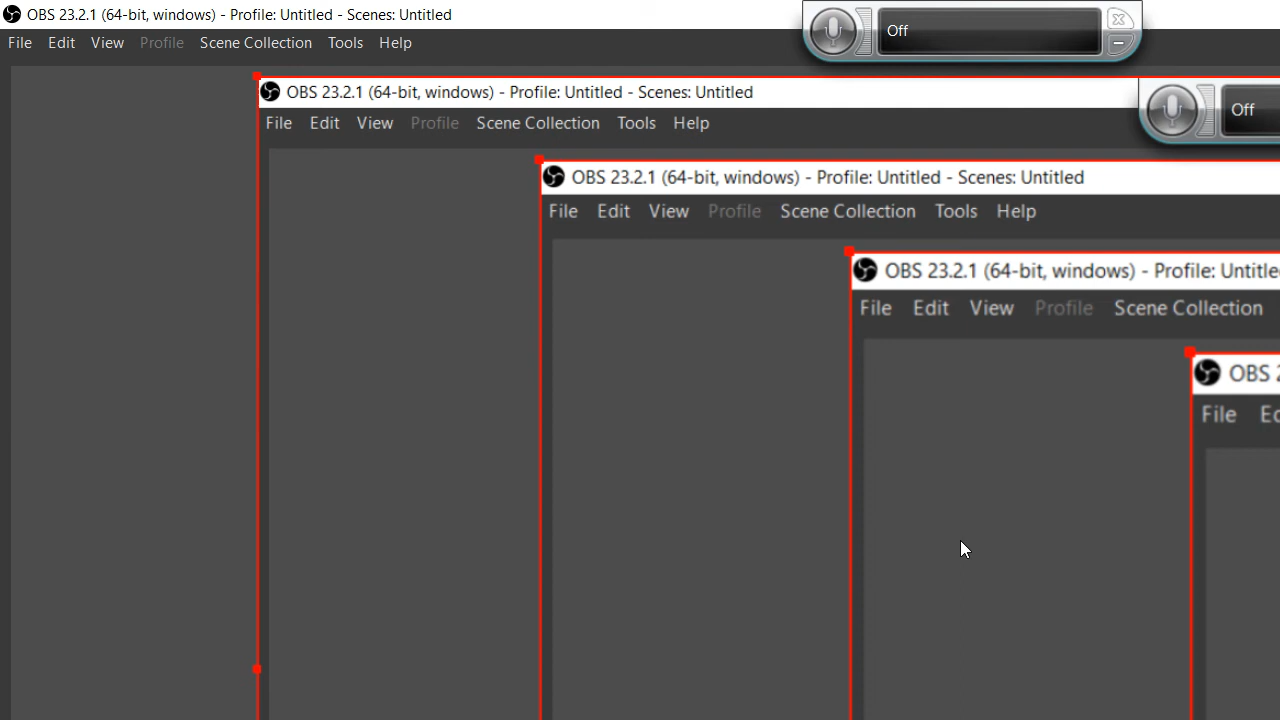 OBS 23.2.1 (64-bit, windows) - Profile: Untitled - Scenes: Untitled
Off
File Edit View Profile Scene Collection Tools Help
OBS 23.2.1 (64-bit, windows) - Profile: Untitled - Scenes: Untitled
Off
File Edit View Profile Scene Collection Tools Help
OBS 23.2.1 (64-bit, windows) - Profile: Untitled - Scenes: Untitled
File Edit View Profile Scene Collection Tools Help
OBS 23.2.1 (64-bit, windows) - Profile: Untitle
File Edit View Profile Scene Collection
OBS 2
File Ed